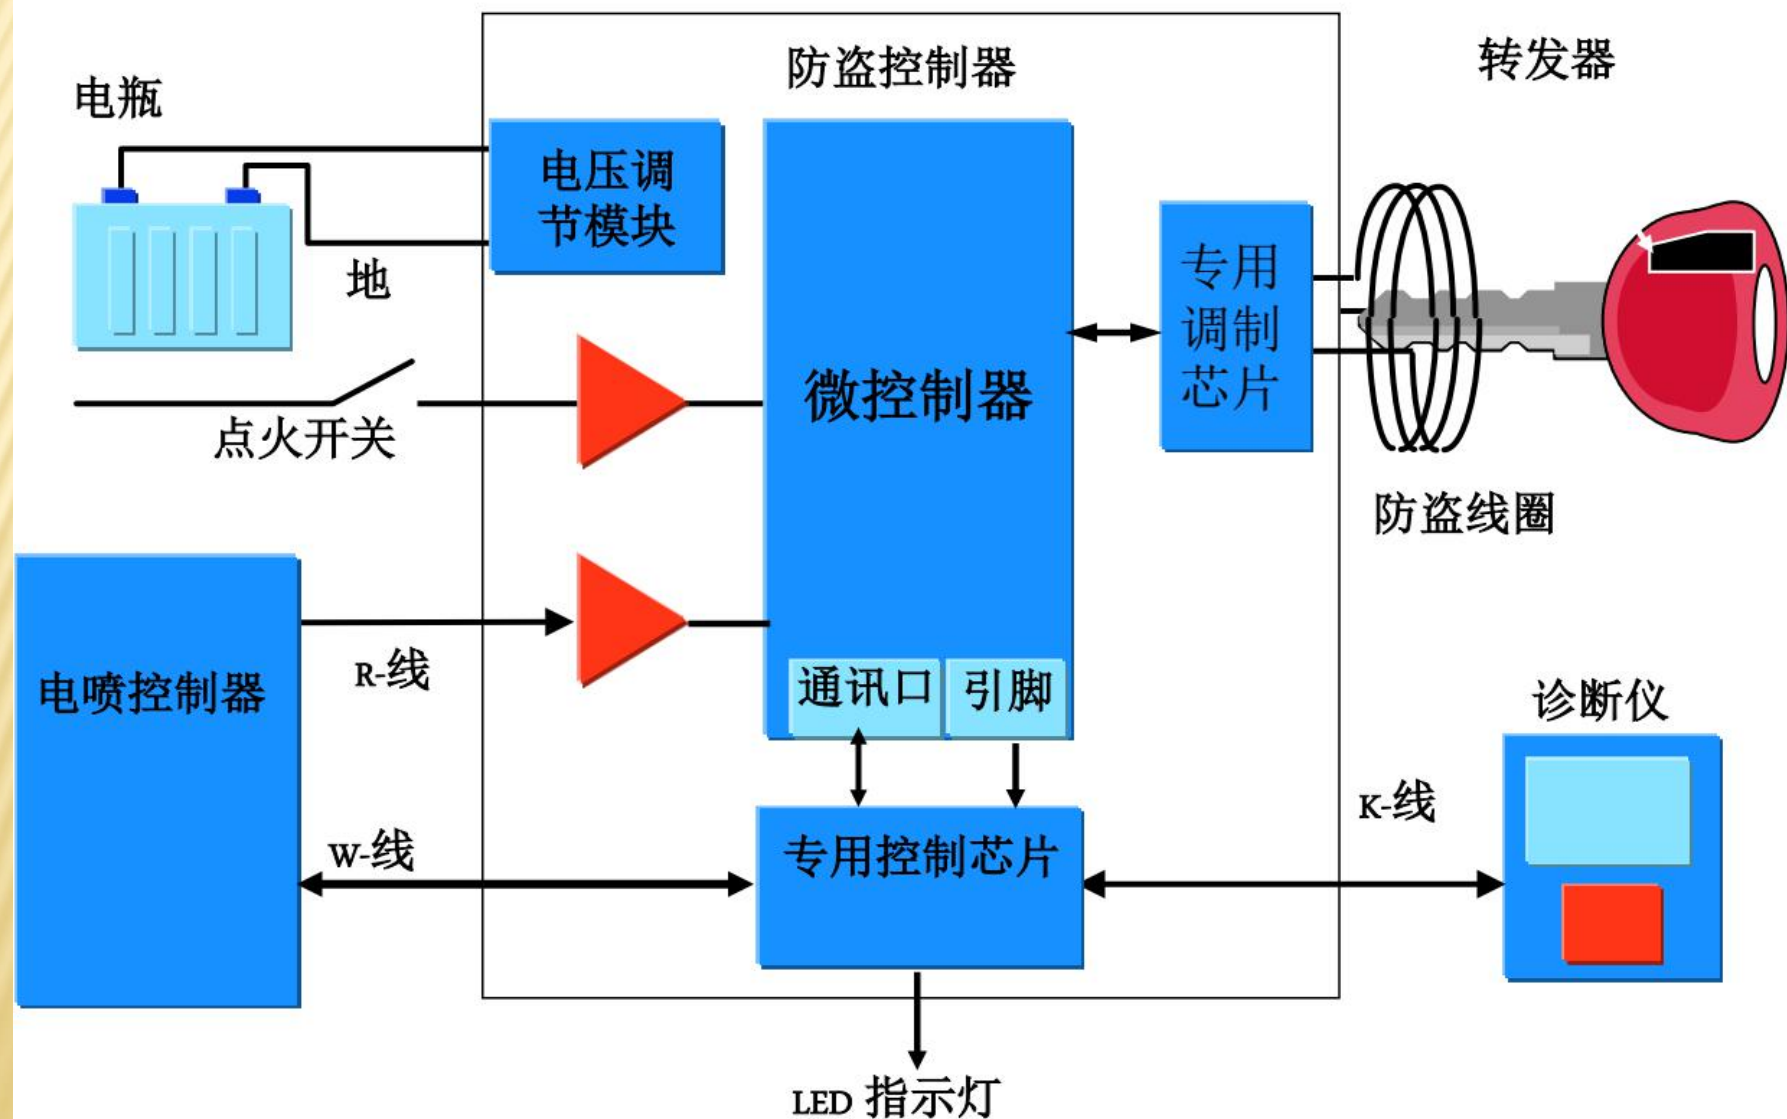 防盗控制器
转发器
电瓶
电压调
节模块
地
专用
调制
芯片
微控制器
点火开关
防盗线圈
R-线
电喷控制器
通讯口
引脚
诊断仪
K-线
W-线
专用控制芯片
LED 指示灯